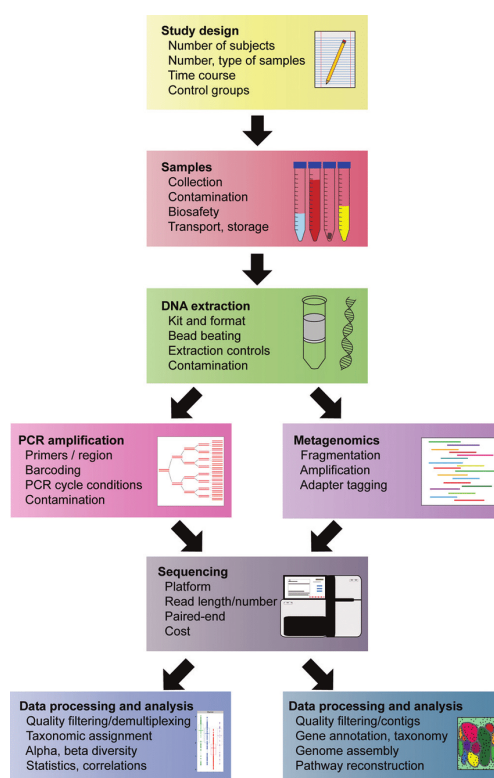 Study design
Number of subjects
Number, type of samples
Time course
Control groups
Samples
Collection
Contamination
Biosafety
Transport, storage
DNA extraction
Kit and format
Bead beating
Extraction controls
Contamination
PCR amplification
Primers / region
Barcoding
PCR cycle conditions
Contamination
Metagenomics
Fragmentation
Amplification
Adapter tagging
Sequencing
Platform
Read length/number
Paired-end
Cost
Data processing and analysis
Quality filtering/demultiplexing
Taxonomic assignment
Alpha, beta diversity
Statistics, correlations
Data processing and analysis
Quality filtering/contigs
Gene annotation, taxonomy
Genome assembly
Pathway reconstruction